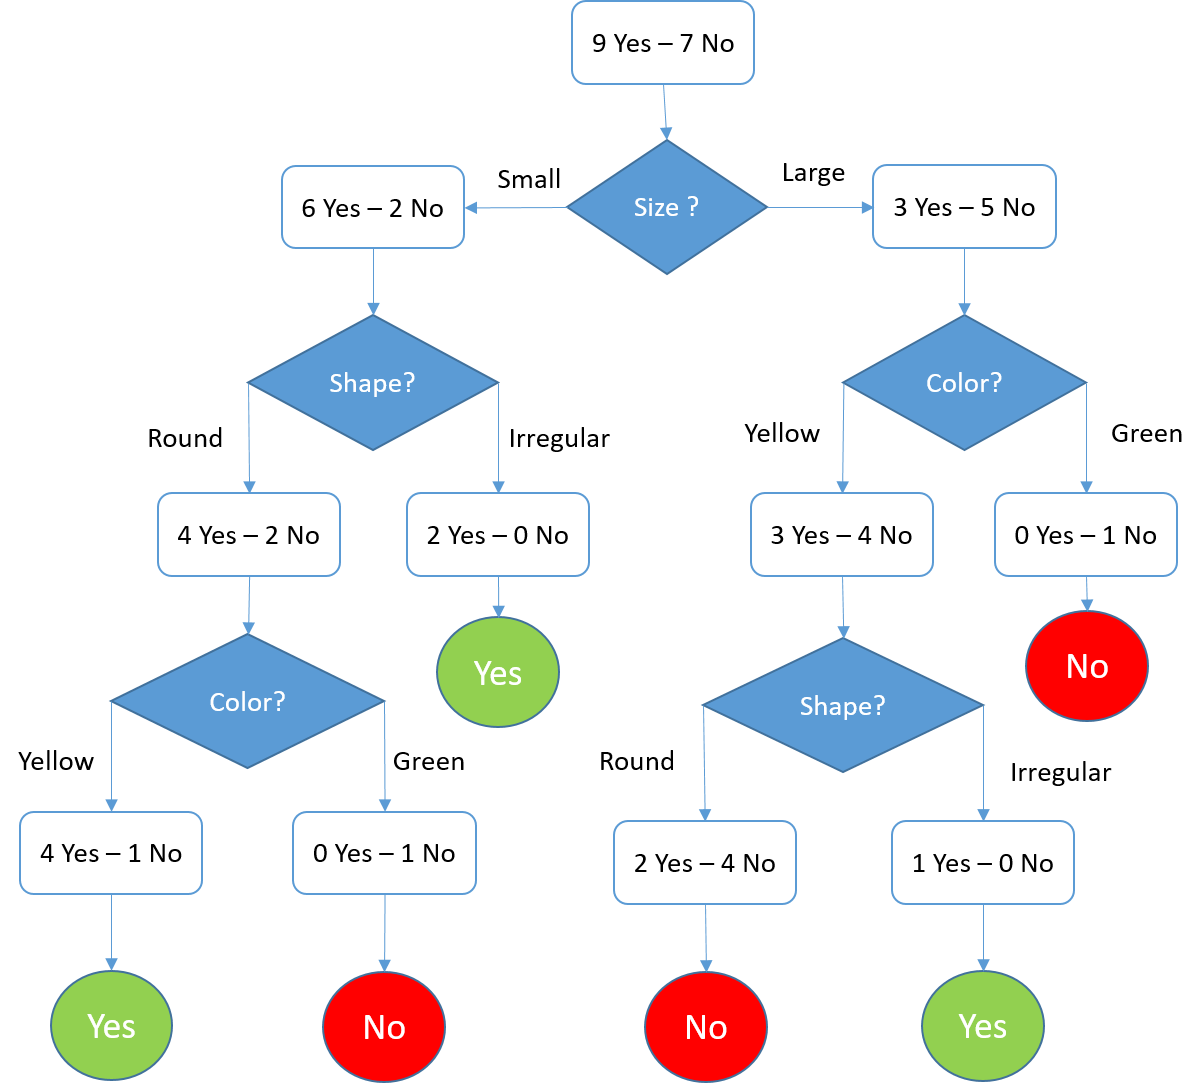 9 Yes – 7 No
Small
Size ?
Large
6 Yes – 2 No
3 Yes – 5 No
Shape?
Color?
Round
Irregular
Yellow
Green
4 Yes – 2 No
2 Yes – 0 No
3 Yes – 4 No
0 Yes – 1 No
Yes
No
Color?
Shape?
Yellow
Green
Round
Irregular
4 Yes – 1 No
0 Yes – 1 No
2 Yes – 4 No
1 Yes – 0 No
Yes
No
No
Yes